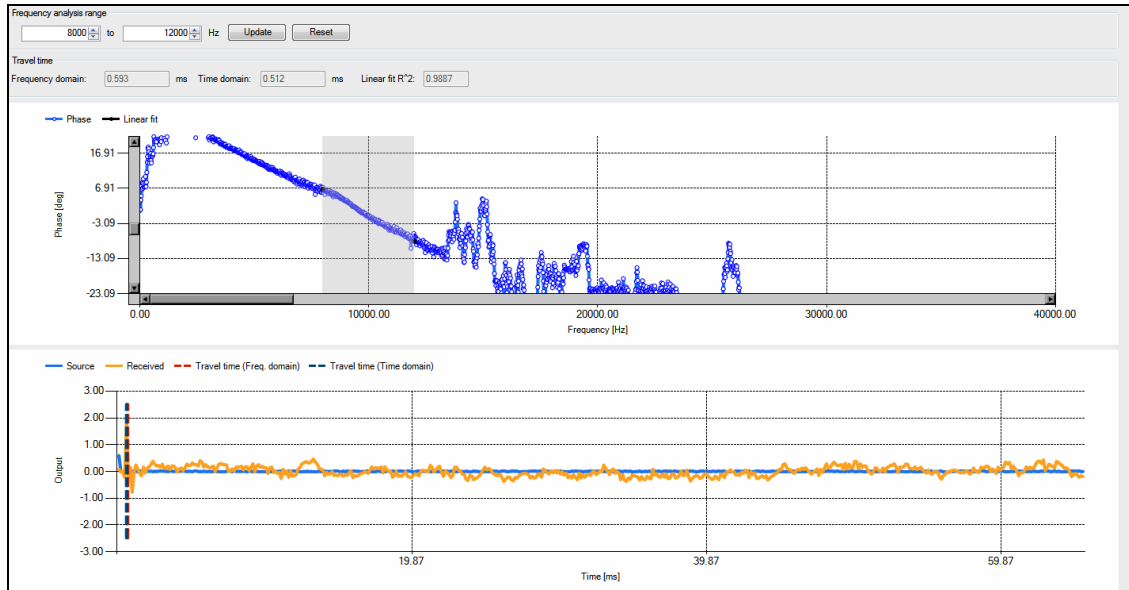 Frequency analysis range
8000 to 12000 Hz Update Reset
Travel time
Frequency domain: 0.593 ms Time domain: 0.512 ms Linear fit R^2: 0.9887
Phase Linear fit
16.91
6.91
-3.09
-13.09
-23.09
Phase [deg]
0.00 10000.00 20000.00 30000.00 40000.00
Frequency [Hz]
Source Received Travel time (Freq. domain) Travel time (Time domain)
3.00
2.00
1.00
0.00
-1.00
-2.00
-3.00
Output
19.87 39.87 59.87
Time [ms]